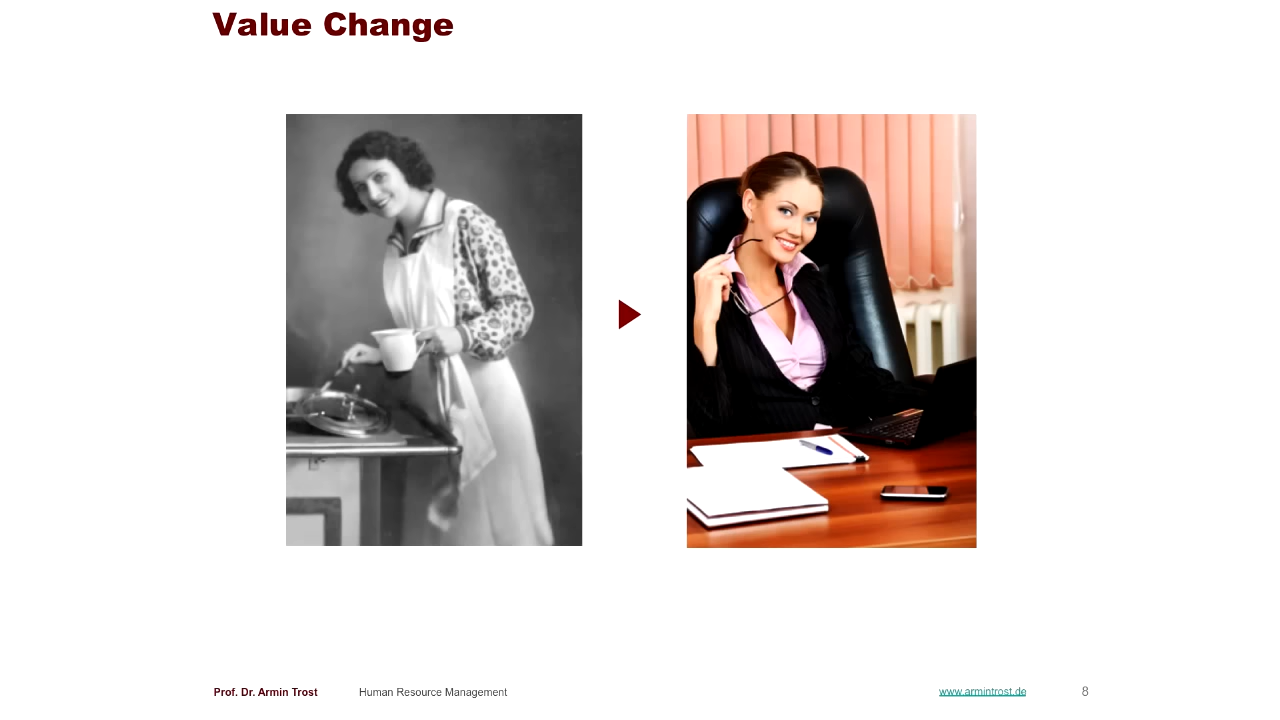 Value Change
Prof. Dr. Armin Trost Human Resource Management www.armintrost.de 8